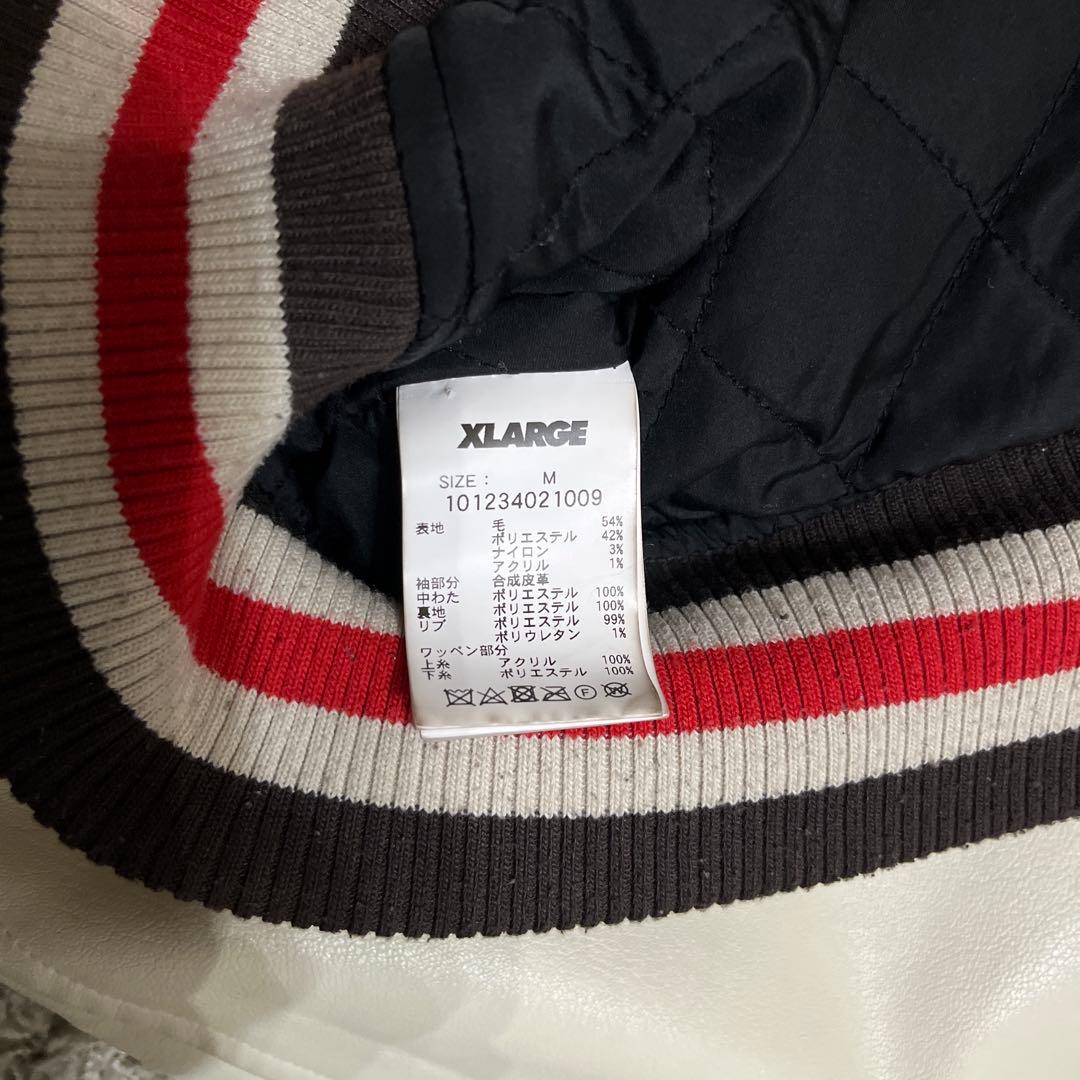 XLARGE
SIZE : M
101234021009
表地 毛 54%
ポリエステル 42%
ナイロン 3%
アクリル 1%
袖部分 合成皮革
中わた ポリエステル 100%
裏地 ポリエステル 100%
リブ ポリエステル 99%
ポリウレタン 1%
ワッペン部分
上糸 アクリル 100%
下糸 ポリエステル 100%
F W